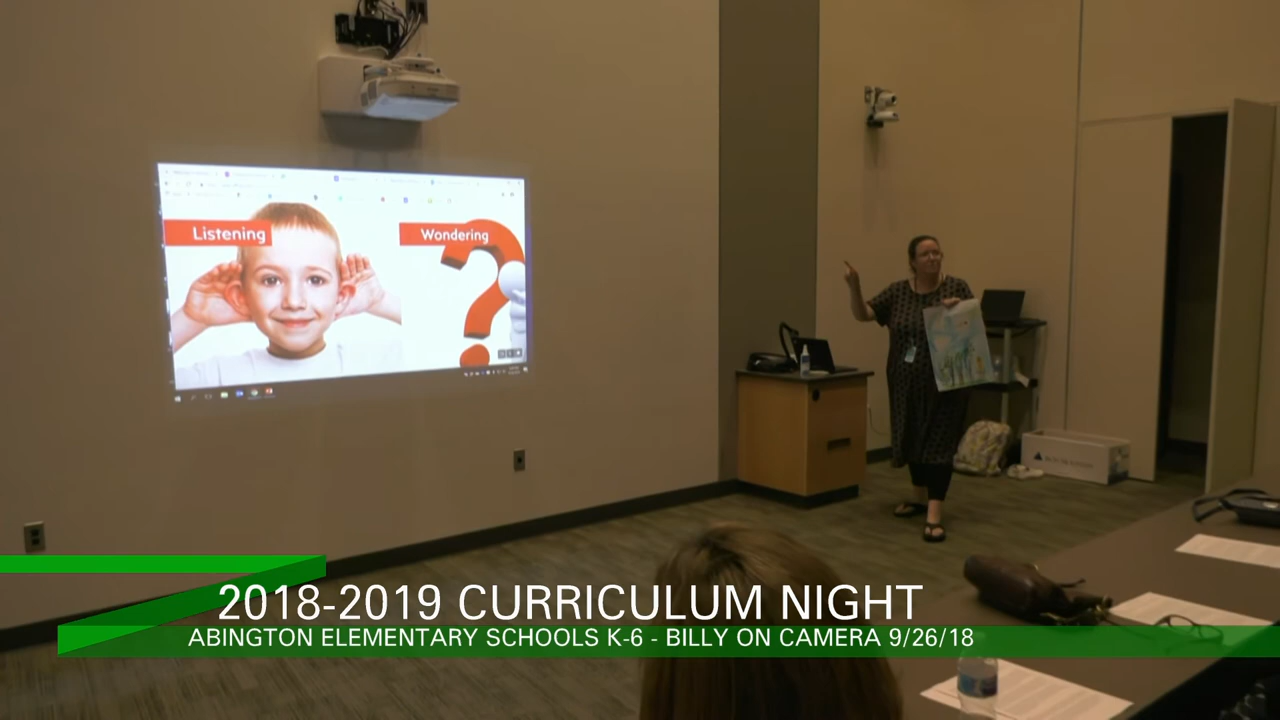 Listening
Wondering
2018-2019 CURRICULUM NIGHT
ABINGTON ELEMENTARY SCHOOLS K-6 - BILLY ON CAMERA 9/26/18